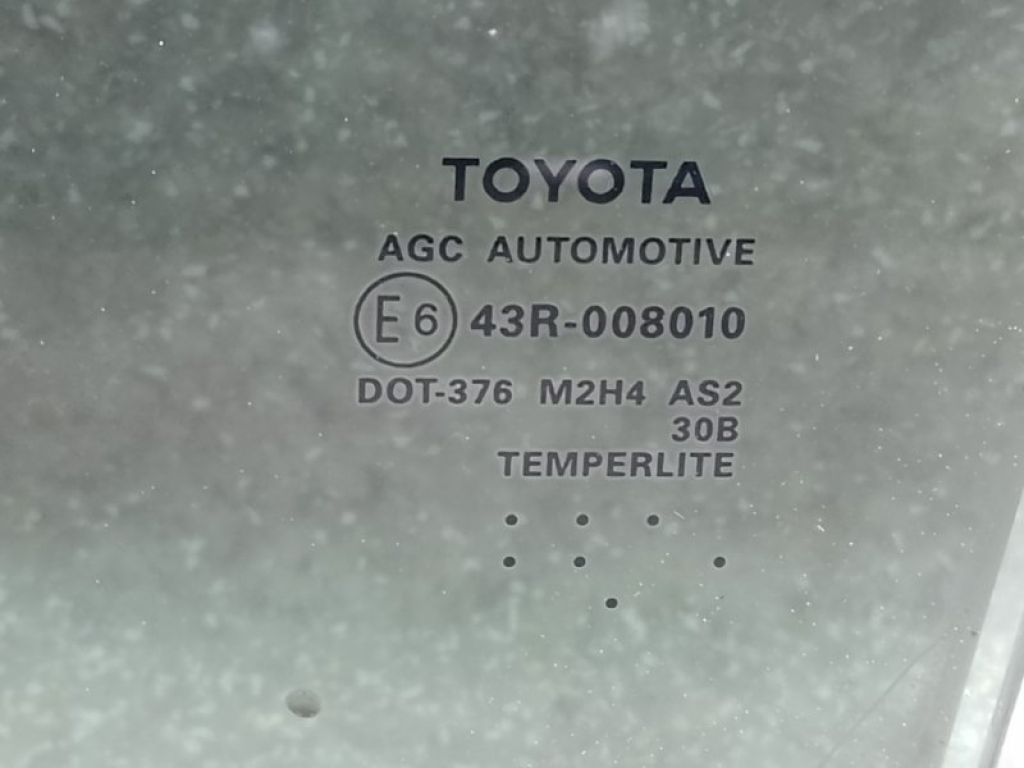 TOYOTA
AGC AUTOMOTIVE
E6 43R-008010
DOT-376 M2H4 AS2
30B
TEMPERLITE